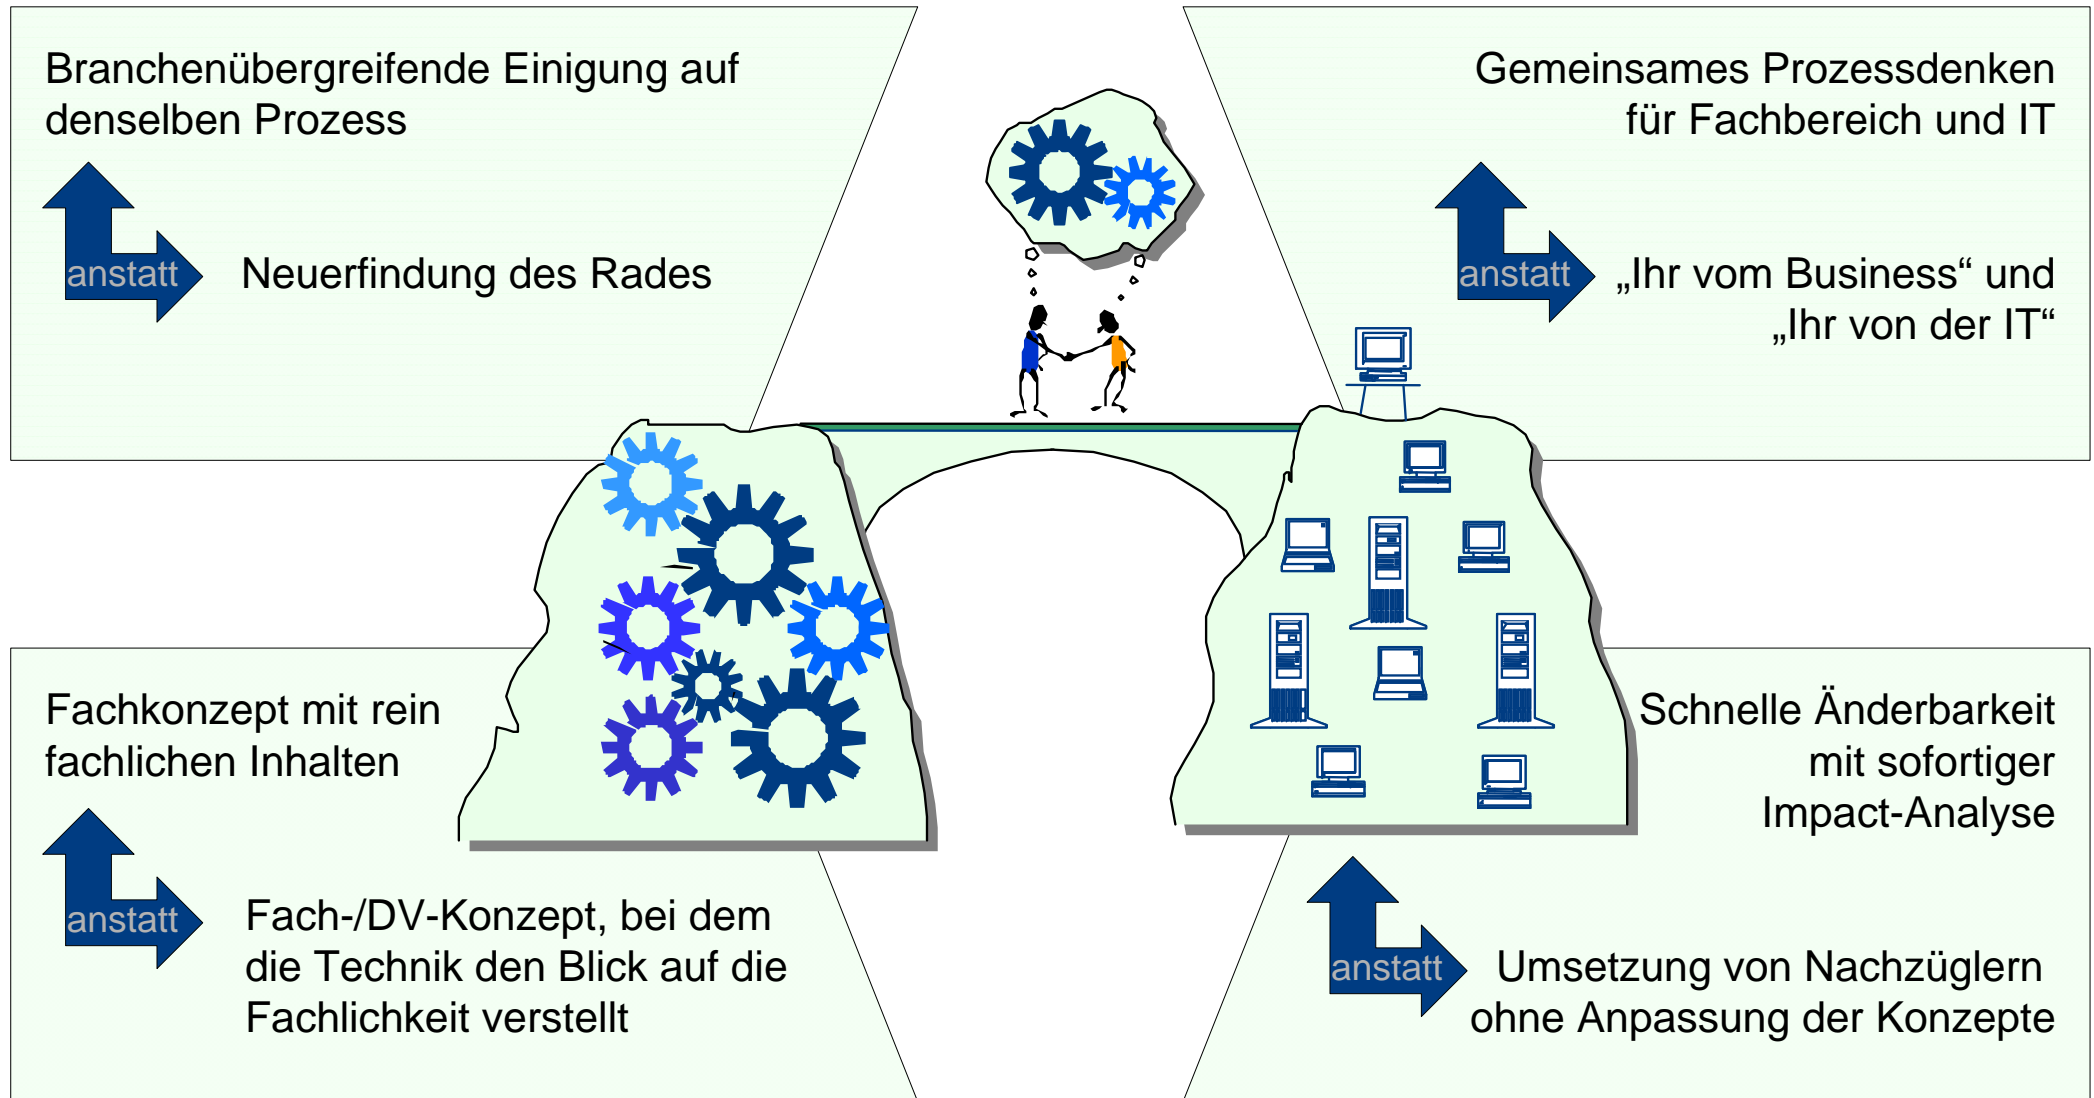 Branchenübergreifende Einigung auf
denselben Prozess
anstatt
Neuerfindung des Rades
Gemeinsames Prozessdenken
für Fachbereich und IT
anstatt
„Ihr vom Business“ und
„Ihr von der IT“
Fachkonzept mit rein
fachlichen Inhalten
anstatt
Fach-/DV-Konzept, bei dem
die Technik den Blick auf die
Fachlichkeit verstellt
Schnelle Änderbarkeit
mit sofortiger
Impact-Analyse
anstatt
Umsetzung von Nachzüglern
ohne Anpassung der Konzepte